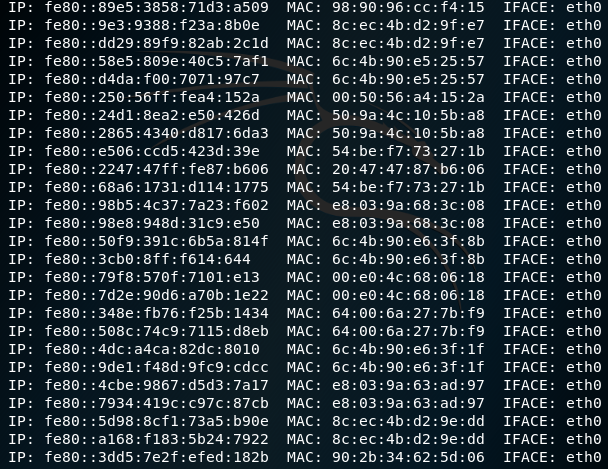 IP: fe80::89e5:3858:71d3:a509  MAC: 98:90:96:cc:f4:15  IFACE: eth0
IP: fe80::9e3:9388:f23a:8b0e  MAC: 8c:ec:4b:d2:9f:e7  IFACE: eth0
IP: fe80::dd29:89f9:82ab:2c1d  MAC: 8c:ec:4b:d2:9f:e7  IFACE: eth0
IP: fe80::58e5:809e:40c5:7af1  MAC: 6c:4b:90:e5:25:57  IFACE: eth0
IP: fe80::d4da:f00:7071:97c7  MAC: 6c:4b:90:e5:25:57  IFACE: eth0
IP: fe80::250:56ff:fea4:152a  MAC: 00:50:56:a4:15:2a  IFACE: eth0
IP: fe80::24d1:8ea2:e50:426d  MAC: 50:9a:4c:10:5b:a8  IFACE: eth0
IP: fe80::2865:4340:d817:6da3  MAC: 50:9a:4c:10:5b:a8  IFACE: eth0
IP: fe80::e506:ccd5:423d:39e  MAC: 54:be:f7:73:27:1b  IFACE: eth0
IP: fe80::2247:47ff:fe87:b606  MAC: 20:47:47:87:b6:06  IFACE: eth0
IP: fe80::68a6:1731:d114:1775  MAC: 54:be:f7:73:27:1b  IFACE: eth0
IP: fe80::98b5:4c37:7a23:f602  MAC: e8:03:9a:68:3c:08  IFACE: eth0
IP: fe80::98e8:948d:31c9:e50  MAC: e8:03:9a:68:3c:08  IFACE: eth0
IP: fe80::50f9:391c:6b5a:814f  MAC: 6c:4b:90:e6:3f:8b  IFACE: eth0
IP: fe80::3cb0:8ff:f614:644  MAC: 6c:4b:90:e6:3f:8b  IFACE: eth0
IP: fe80::79f8:570f:7101:e13  MAC: 00:e0:4c:68:06:18  IFACE: eth0
IP: fe80::7d2e:90d6:a70b:1e22  MAC: 00:e0:4c:68:06:18  IFACE: eth0
IP: fe80::348e:fb76:f25b:1434  MAC: 64:00:6a:27:7b:f9  IFACE: eth0
IP: fe80::508c:74c9:7115:d8eb  MAC: 64:00:6a:27:7b:f9  IFACE: eth0
IP: fe80::4dc:a4ca:82dc:8010  MAC: 6c:4b:90:e6:3f:1f  IFACE: eth0
IP: fe80::9de1:f48d:9fc9:cdcc  MAC: 6c:4b:90:e6:3f:1f  IFACE: eth0
IP: fe80::4cbe:9867:d5d3:7a17  MAC: e8:03:9a:63:ad:97  IFACE: eth0
IP: fe80::7934:419c:c97c:87cb  MAC: e8:03:9a:63:ad:97  IFACE: eth0
IP: fe80::5d98:8cf1:73a5:b90e  MAC: 8c:ec:4b:d2:9e:dd  IFACE: eth0
IP: fe80::a168:f183:5b24:7922  MAC: 8c:ec:4b:d2:9e:dd  IFACE: eth0
IP: fe80::3dd5:7e2f:efed:182b  MAC: 90:2b:34:62:5d:06  IFACE: eth0